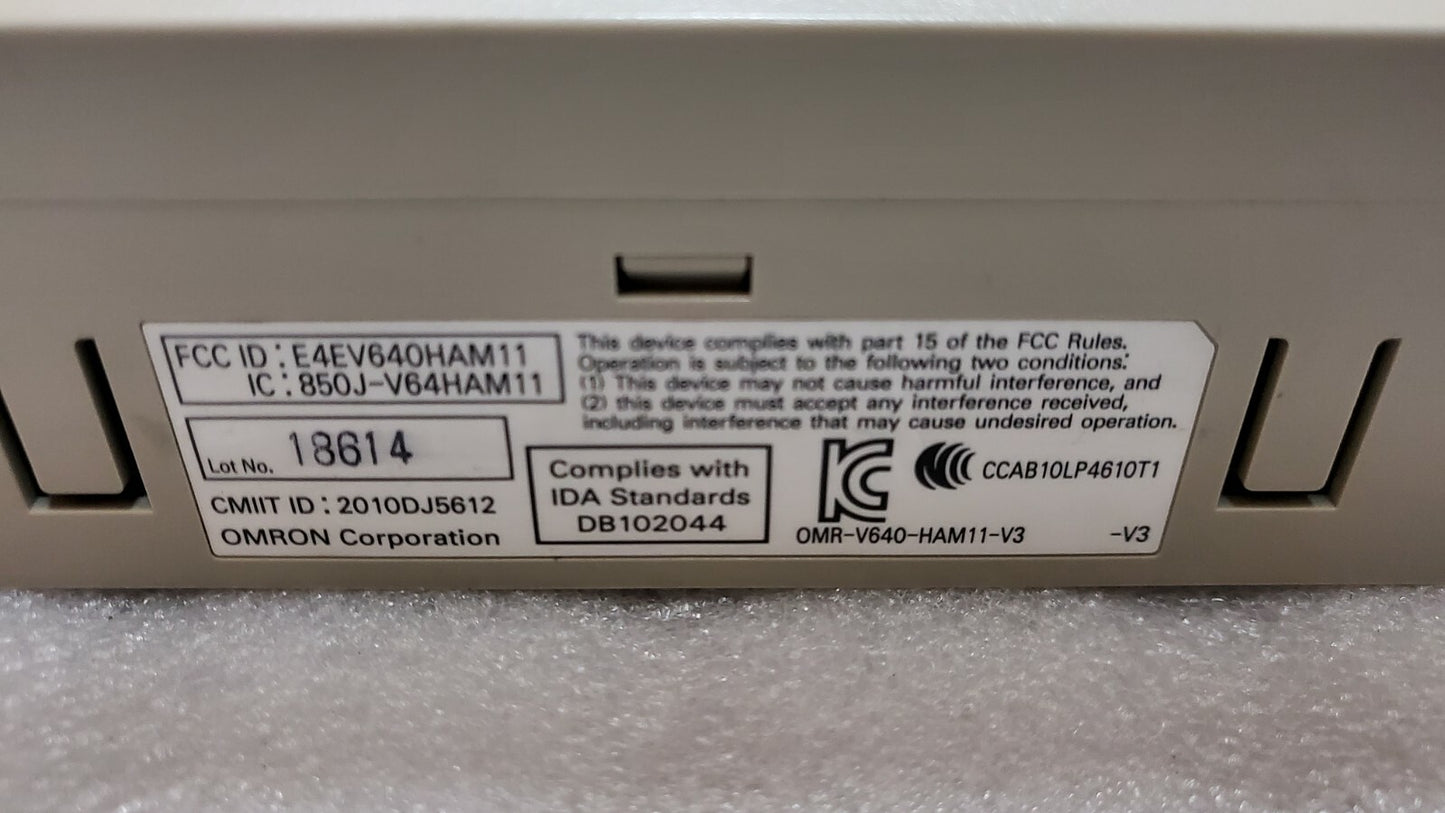 FCC ID : E4EV640HAM11
IC : 850J-V64HAM11
This device complies with part 15 of the FCC Rules.
Operation is subject to the following two conditions:
(1) This device may not cause harmful interference, and
(2) this device must accept any interference received,
including interference that may cause undesired operation.
Lot No. 18614
CMIIT ID : 2010DJ5612
OMRON Corporation
Complies with
IDA Standards
DB102044
KC
CCAB10LP4610T1
OMR-V640-HAM11-V3
-V3